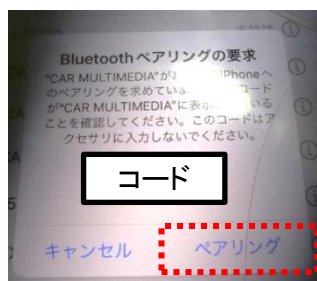 Bluetoothペアリングの要求
"CAR MULTIMEDIA"が iPhoneへ
のペアリングを求めていま コード
が"CAR MULTIMEDIA"に表示 いる
ことを確認してください。このコードはア
クセサリに入力しないでください。
コード
キャンセル ペアリング